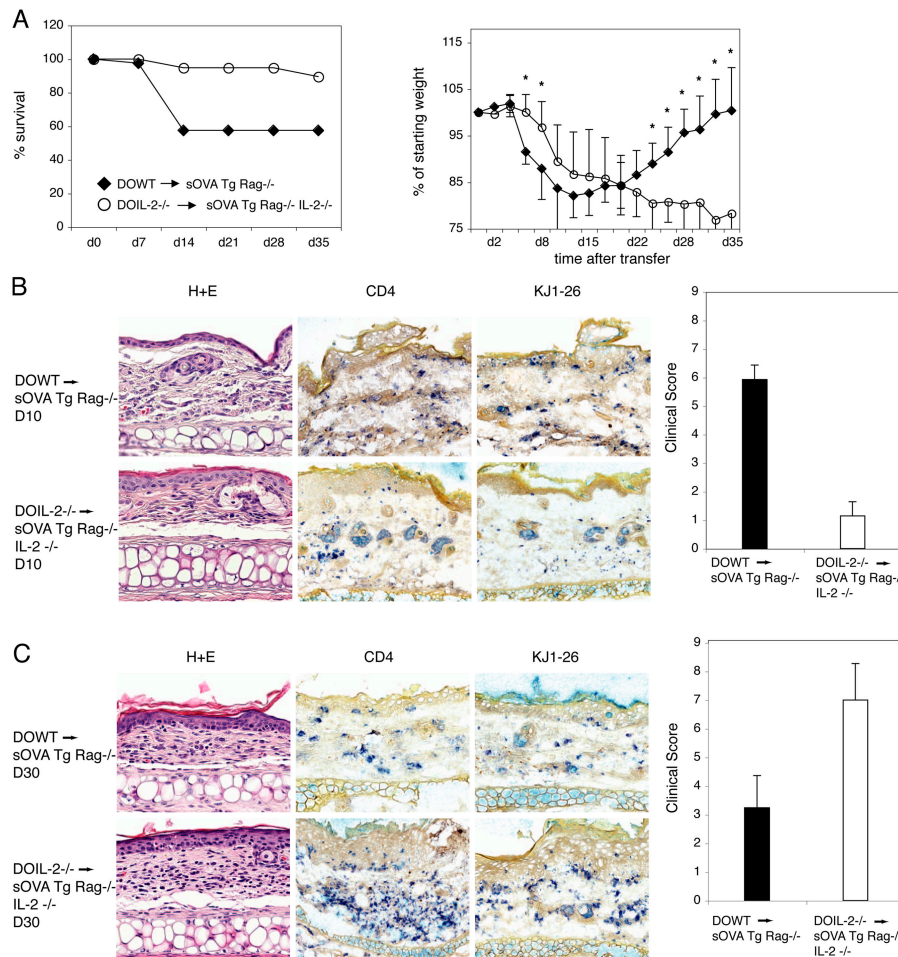 A
120
100
80
60
40
20
0
% survival
d0 d7 d14 d21 d28 d35
DOWT → sOVA Tg Rag-/-
DOIL-2-/- → sOVA Tg Rag-/- IL-2-/-
115
105
95
85
75
% of starting weight
* * * * * * * *
d2 d8 d15 d22 d28 d35
time after transfer
B
H+E CD4 KJ1-26
DOWT →
sOVA Tg Rag-/-
D10
DOIL-2-/- →
sOVA Tg Rag-/-
IL-2 -/-
D10
9
8
7
6
5
4
3
2
1
0
Clinical Score
DOWT →
sOVA Tg Rag-/-
DOIL-2-/- →
sOVA Tg Rag-/-
IL-2 -/-
C
H+E CD4 KJ1-26
DOWT →
sOVA Tg Rag-/-
D30
DOIL-2-/- →
sOVA Tg Rag-/-
IL-2 -/-
D30
9
8
7
6
5
4
3
2
1
0
Clinical Score
DOWT →
sOVA Tg Rag-/-
DOIL-2-/- →
sOVA Tg Rag-/-
IL-2 -/-